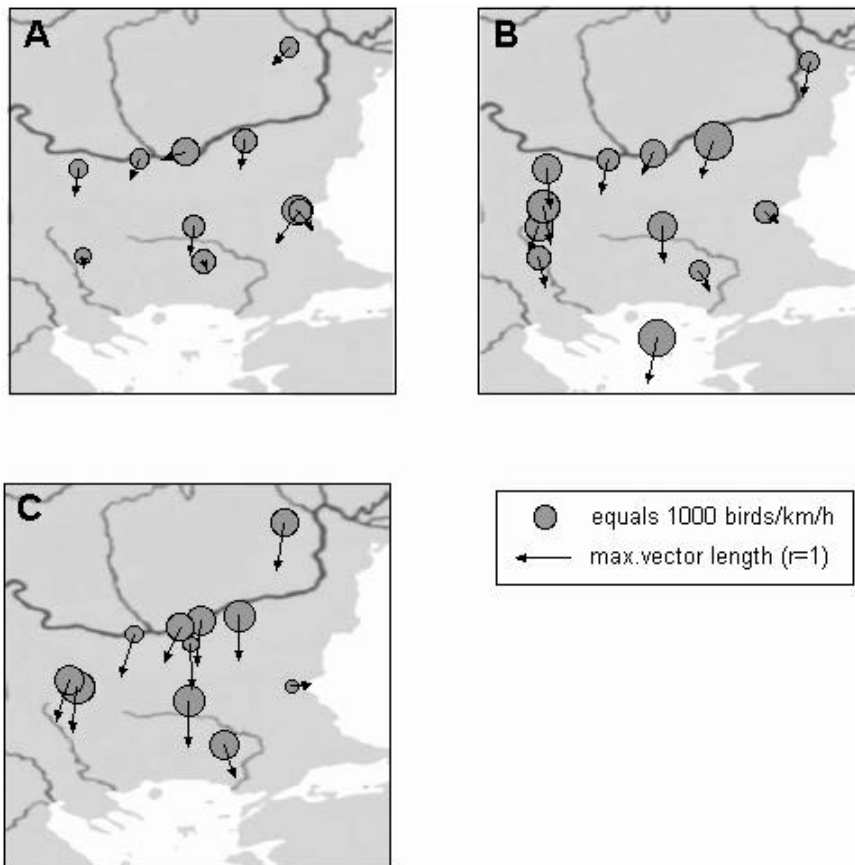 A
B
C
equals 1000 birds/km/h
max.vector length (r=1)